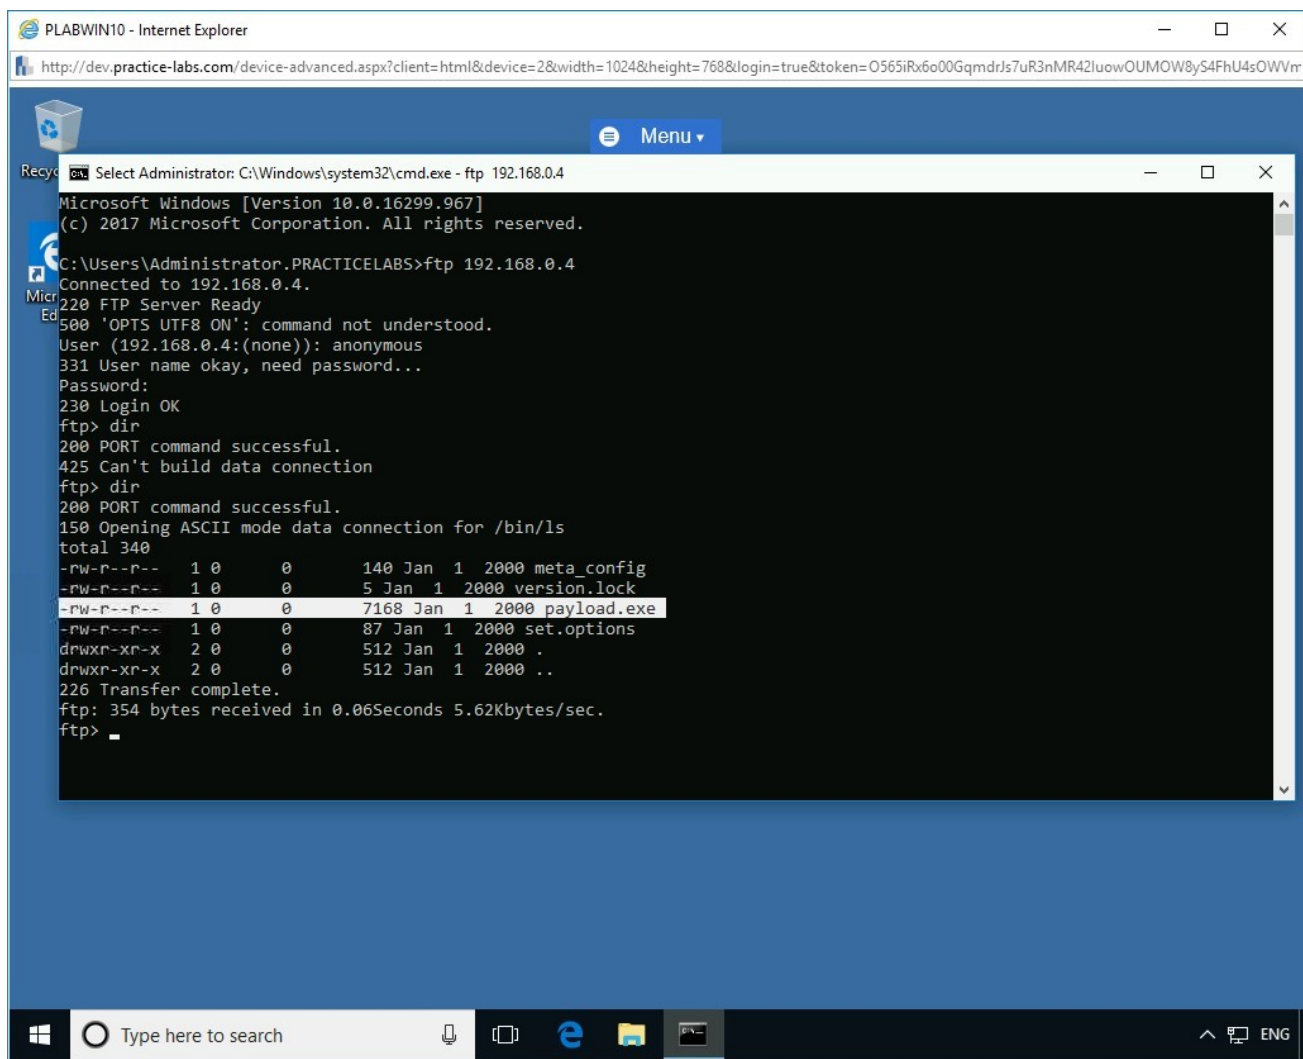 PLABWIN10 - Internet Explorer
http://dev.practice-labs.com/device-advanced.aspx?client=html&device=2&width=1024&height=768&login=true&token=O565iRx6o00GqmdrJs7uR3nMR42IuowOUMOW8yS4FhU4sOWVm
Menu
Recyc
Select Administrator: C:\Windows\system32\cmd.exe - ftp 192.168.0.4
Microsoft Windows [Version 10.0.16299.967]
(c) 2017 Microsoft Corporation. All rights reserved.
C:\Users\Administrator.PRACTICELABS>ftp 192.168.0.4
Connected to 192.168.0.4.
Micr
220 FTP Server Ready
Ed
500 'OPTS UTF8 ON': command not understood.
User (192.168.0.4:(none)): anonymous
331 User name okay, need password...
Password:
230 Login OK
ftp> dir
200 PORT command successful.
425 Can't build data connection
ftp> dir
200 PORT command successful.
150 Opening ASCII mode data connection for /bin/ls
total 340
-rw-r--r-- 1 0 0 140 Jan 1 2000 meta_config
-rw-r--r-- 1 0 0 5 Jan 1 2000 version.lock
-rw-r--r-- 1 0 0 7168 Jan 1 2000 payload.exe
-rw-r--r-- 1 0 0 87 Jan 1 2000 set.options
drwxr-xr-x 2 0 0 512 Jan 1 2000 .
drwxr-xr-x 2 0 0 512 Jan 1 2000 ..
226 Transfer complete.
ftp: 354 bytes received in 0.06Seconds 5.62Kbytes/sec.
ftp>
Type here to search
ENG